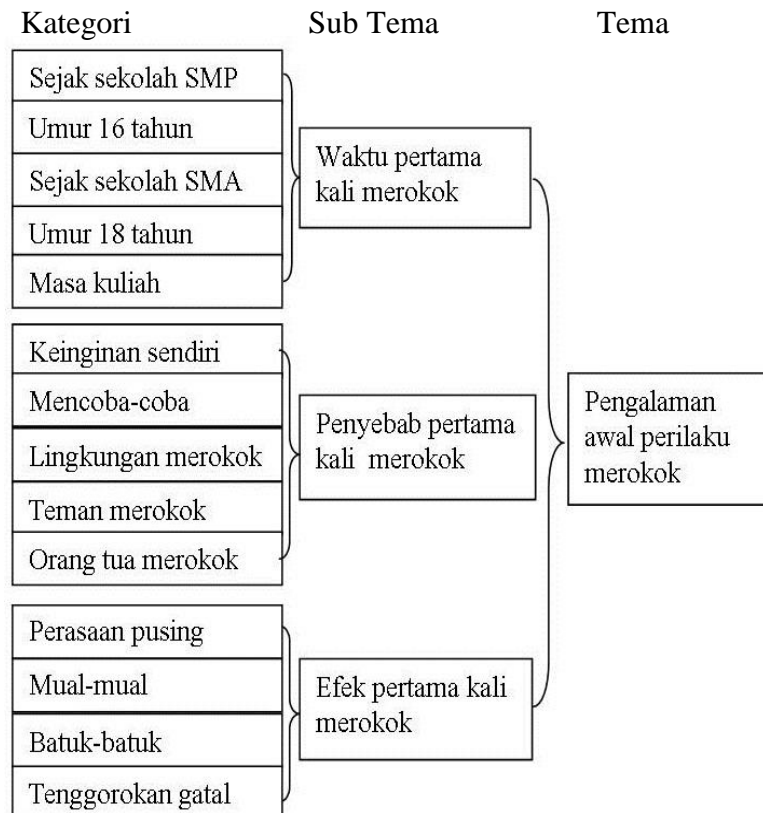 Kategori
Sub Tema
Tema
Sejak sekolah SMP
Umur 16 tahun
Sejak sekolah SMA
Umur 18 tahun
Masa kuliah
Waktu pertama
kali merokok
Keinginan sendiri
Mencoba-coba
Lingkungan merokok
Teman merokok
Orang tua merokok
Penyebab pertama
kali merokok
Perasaan pusing
Mual-mual
Batuk-batuk
Tenggorokan gatal
Efek pertama kali
merokok
Pengalaman
awal perilaku
merokok